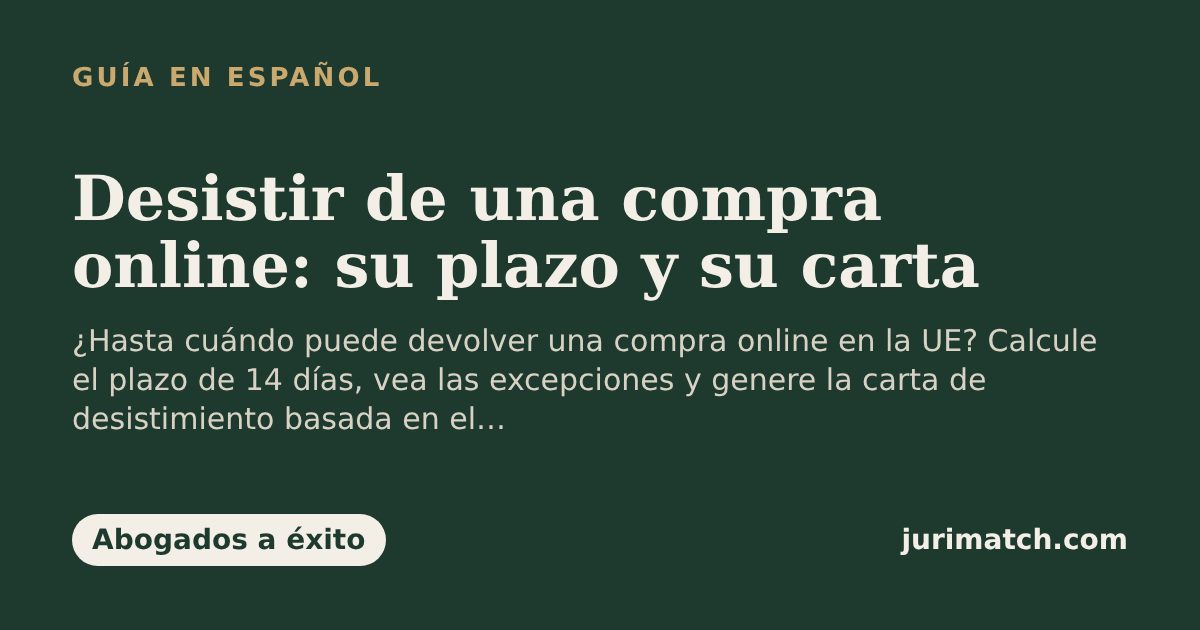 GUÍA EN ESPAÑOL
Desistir de una compra
online: su plazo y su carta
¿Hasta cuándo puede devolver una compra online en la UE? Calcule
el plazo de 14 días, vea las excepciones y genere la carta de
desistimiento basada en el…
Abogados a éxito
jurimatch.com